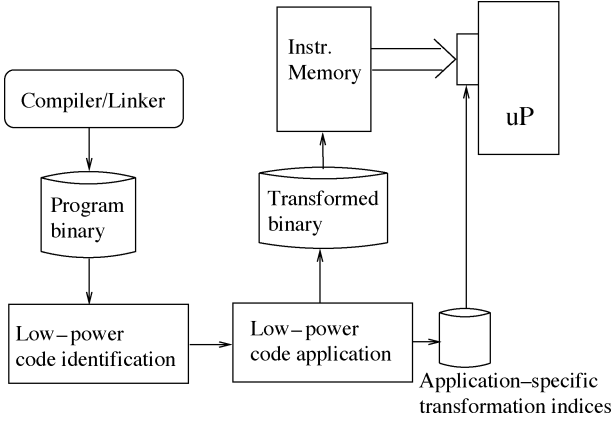 Instr.
Memory
uP
Compiler/Linker
Program
binary
Transformed
binary
Low–power
code identification
Low–power
code application
Application–specific
transformation indices